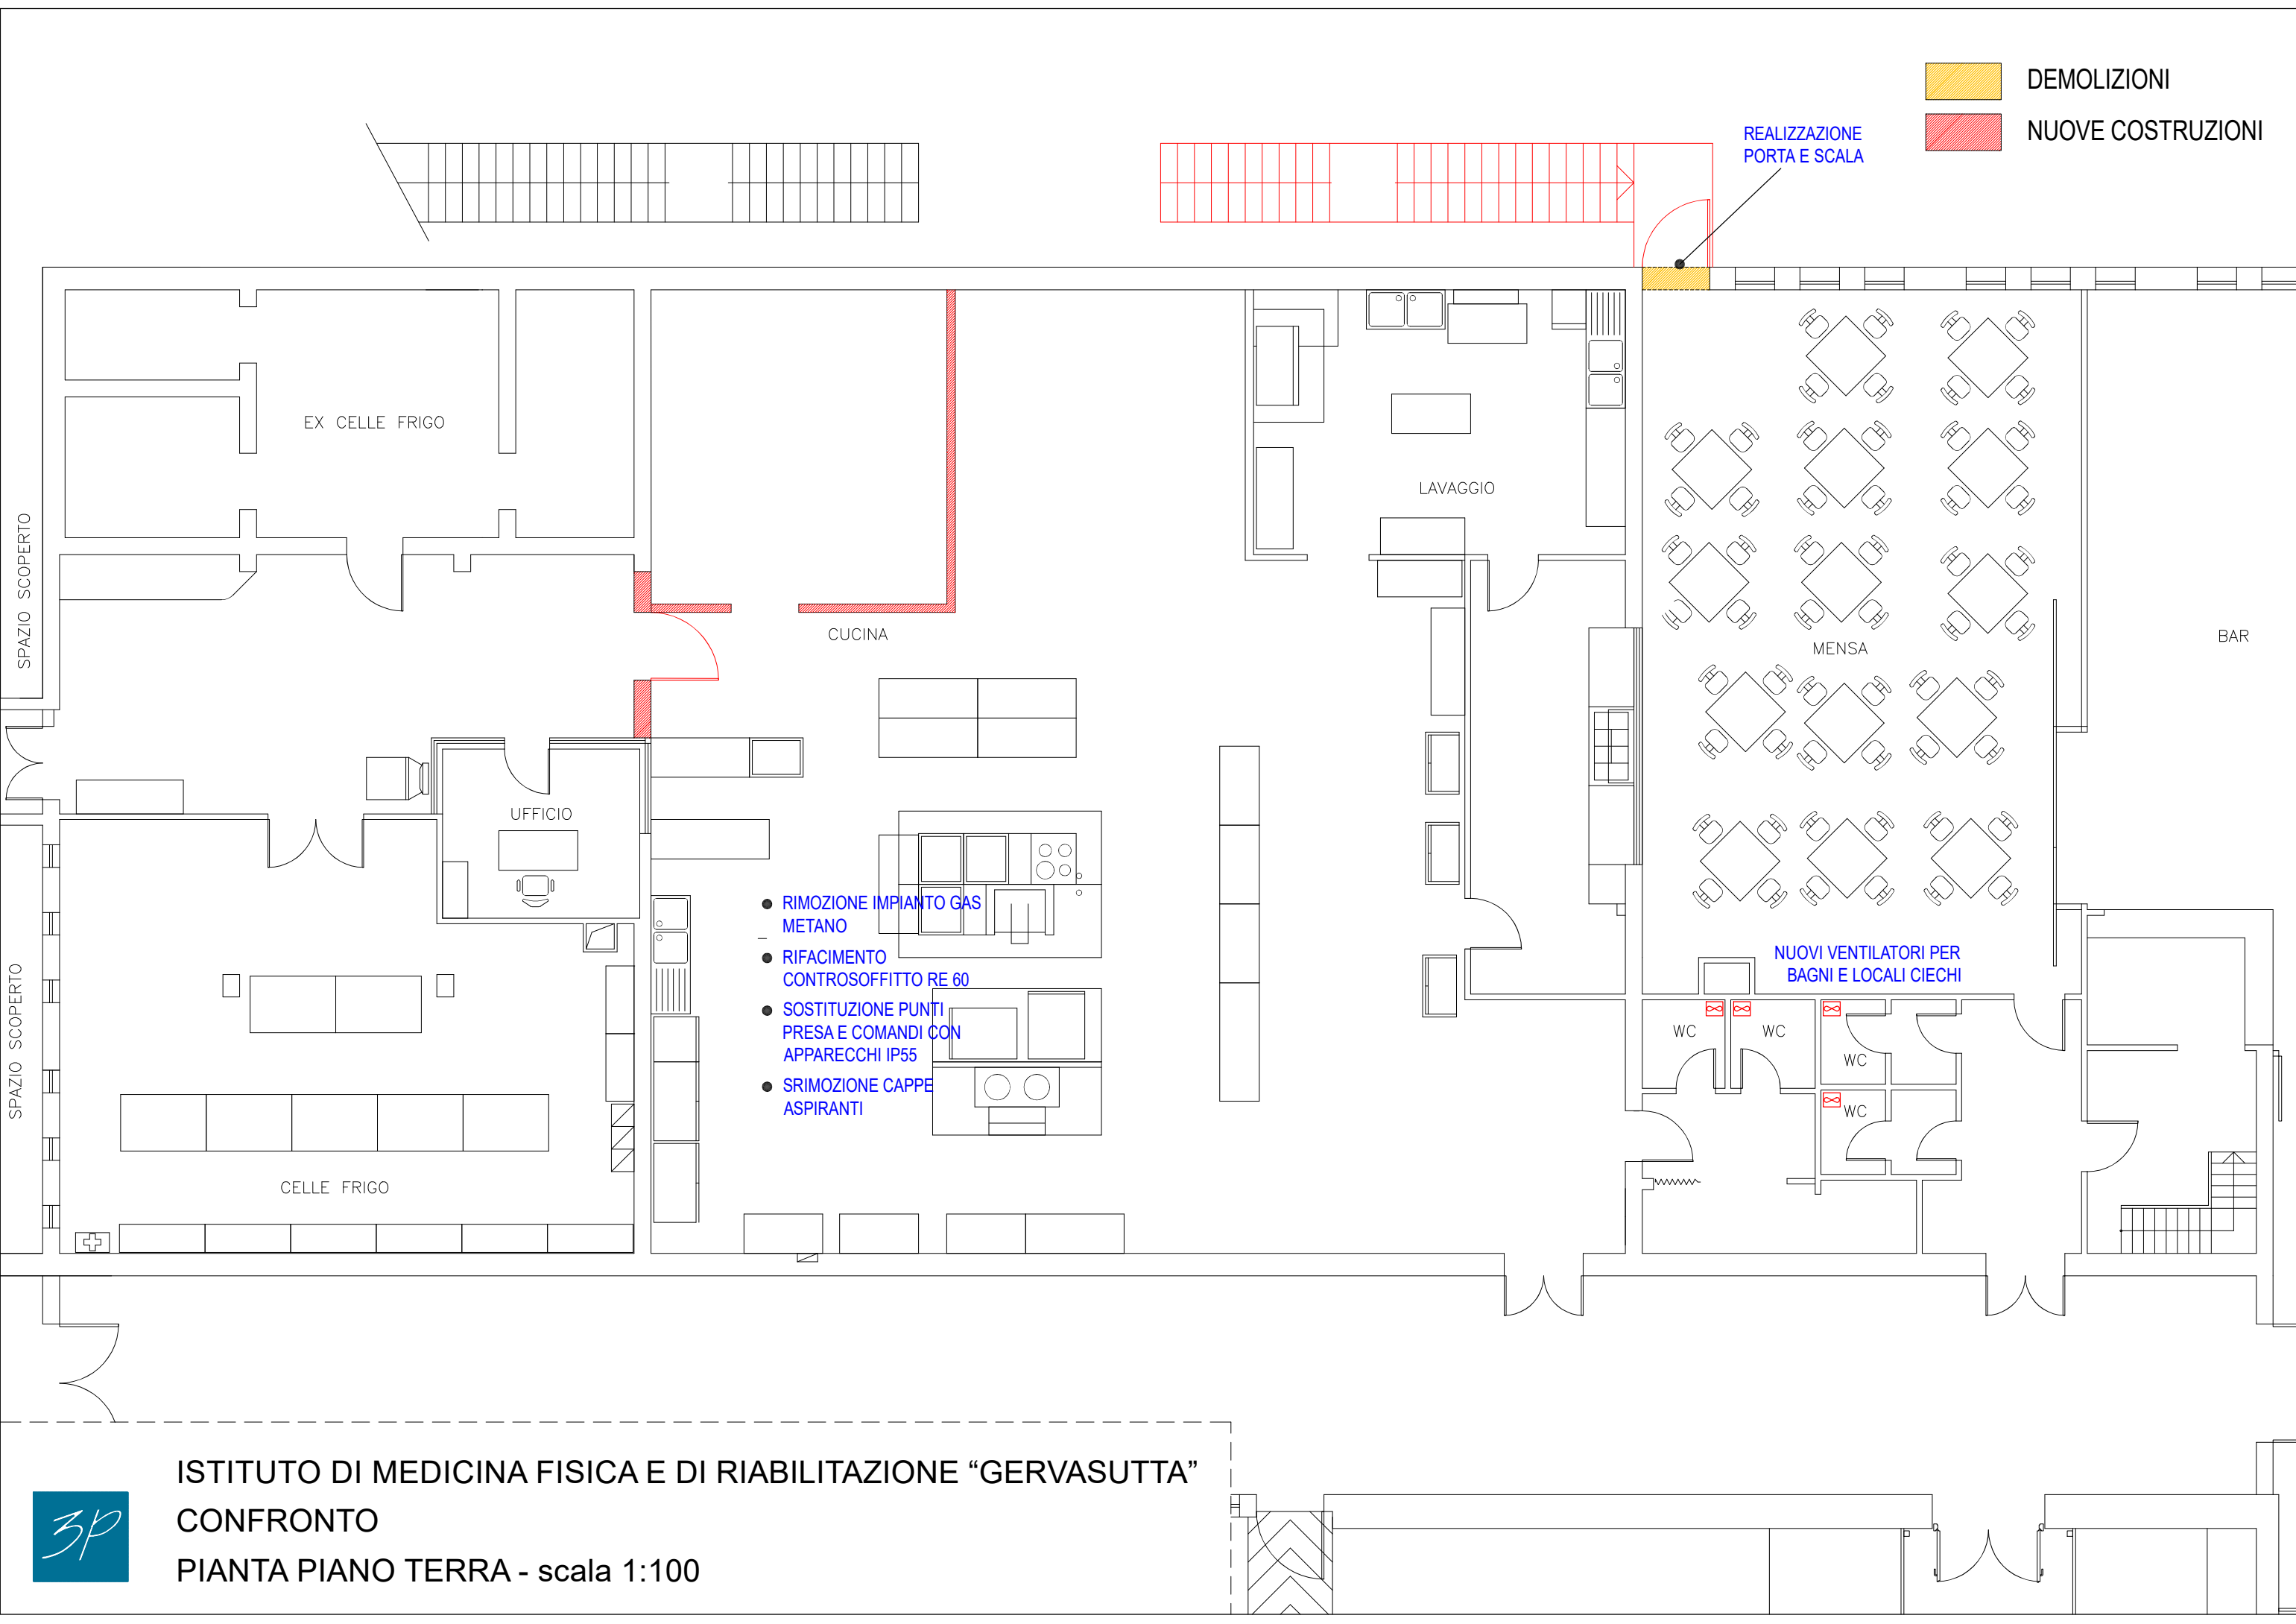 DEMOLIZIONI
NUOVE COSTRUZIONI
REALIZZAZIONE
PORTA E SCALA
EX CELLE FRIGO
SPAZIO SCOPERTO
LAVAGGIO
CUCINA
MENSA
BAR
UFFICIO
RIMOZIONE IMPIANTO GAS
METANO
RIFACIMENTO
CONTROSOFFITTO RE 60
SOSTITUZIONE PUNTI
PRESA E COMANDI CON
APPARECCHI IP55
SRIMOZIONE CAPPE
ASPIRANTI
NUOVI VENTILATORI PER
BAGNI E LOCALI CIECHI
WC
WC
WC
WC
SPAZIO SCOPERTO
CELLE FRIGO
3P
ISTITUTO DI MEDICINA FISICA E DI RIABILITAZIONE “GERVASUTTA”
CONFRONTO
PIANTA PIANO TERRA - scala 1:100